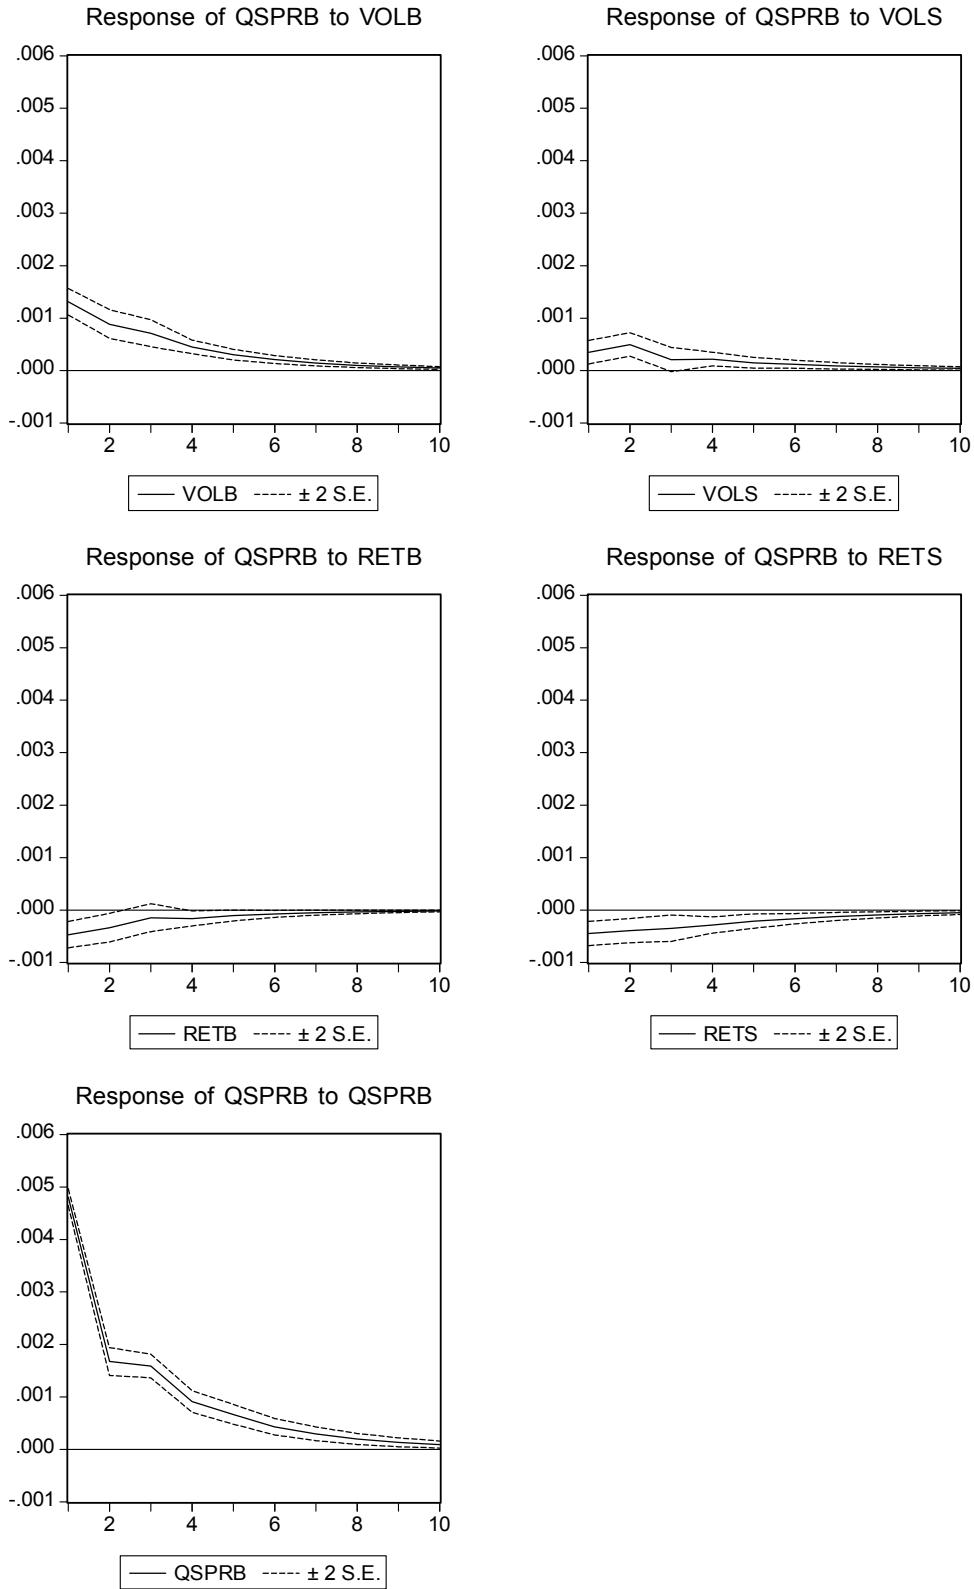 Response of QSPRB to VOLB
.006
.005
.004
.003
.002
.001
.000
-.001
2 4 6 8 10
VOLB ± 2 S.E.
Response of QSPRB to VOLS
.006
.005
.004
.003
.002
.001
.000
-.001
2 4 6 8 10
VOLS ± 2 S.E.
Response of QSPRB to RETB
.006
.005
.004
.003
.002
.001
.000
-.001
2 4 6 8 10
RETB ± 2 S.E.
Response of QSPRB to RETS
.006
.005
.004
.003
.002
.001
.000
-.001
2 4 6 8 10
RETS ± 2 S.E.
Response of QSPRB to QSPRB
.006
.005
.004
.003
.002
.001
.000
-.001
2 4 6 8 10
QSPRB ± 2 S.E.